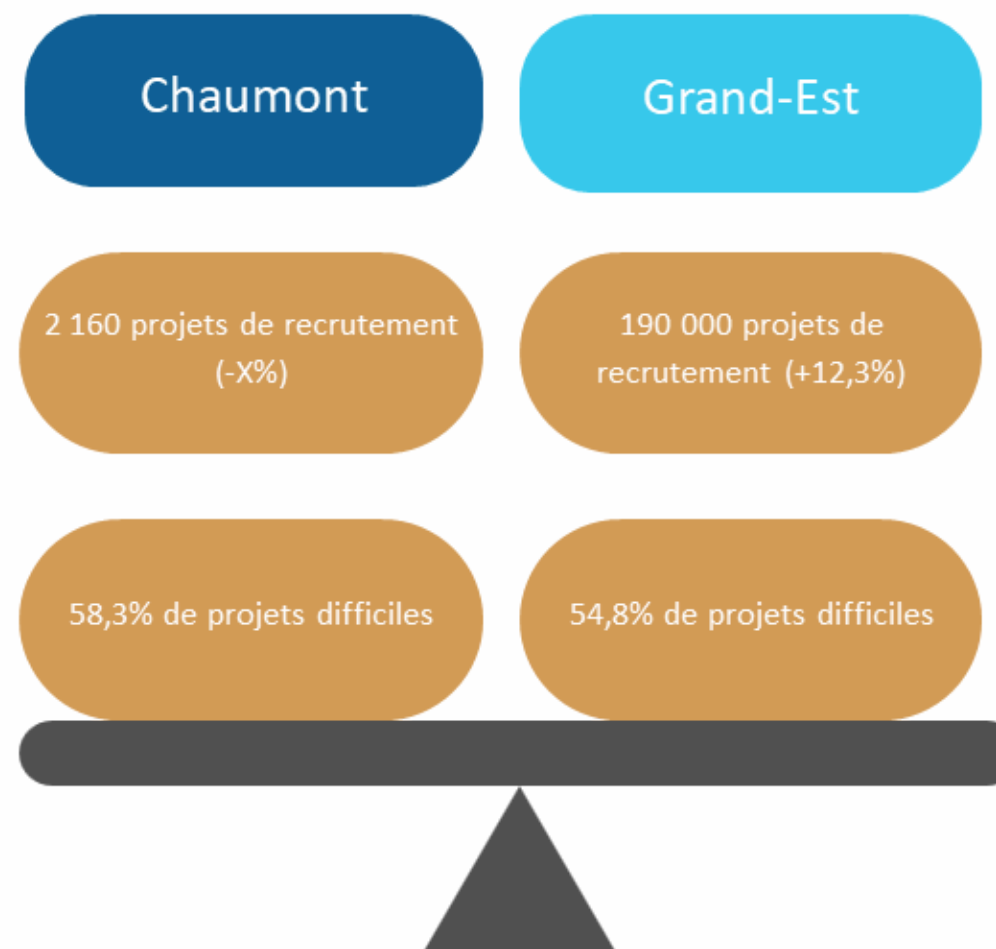 Chaumont
Grand-Est
2 160 projets de recrutement
(-X%)
190 000 projets de
recrutement (+12,3%)
58,3% de projets difficiles
54,8% de projets difficiles